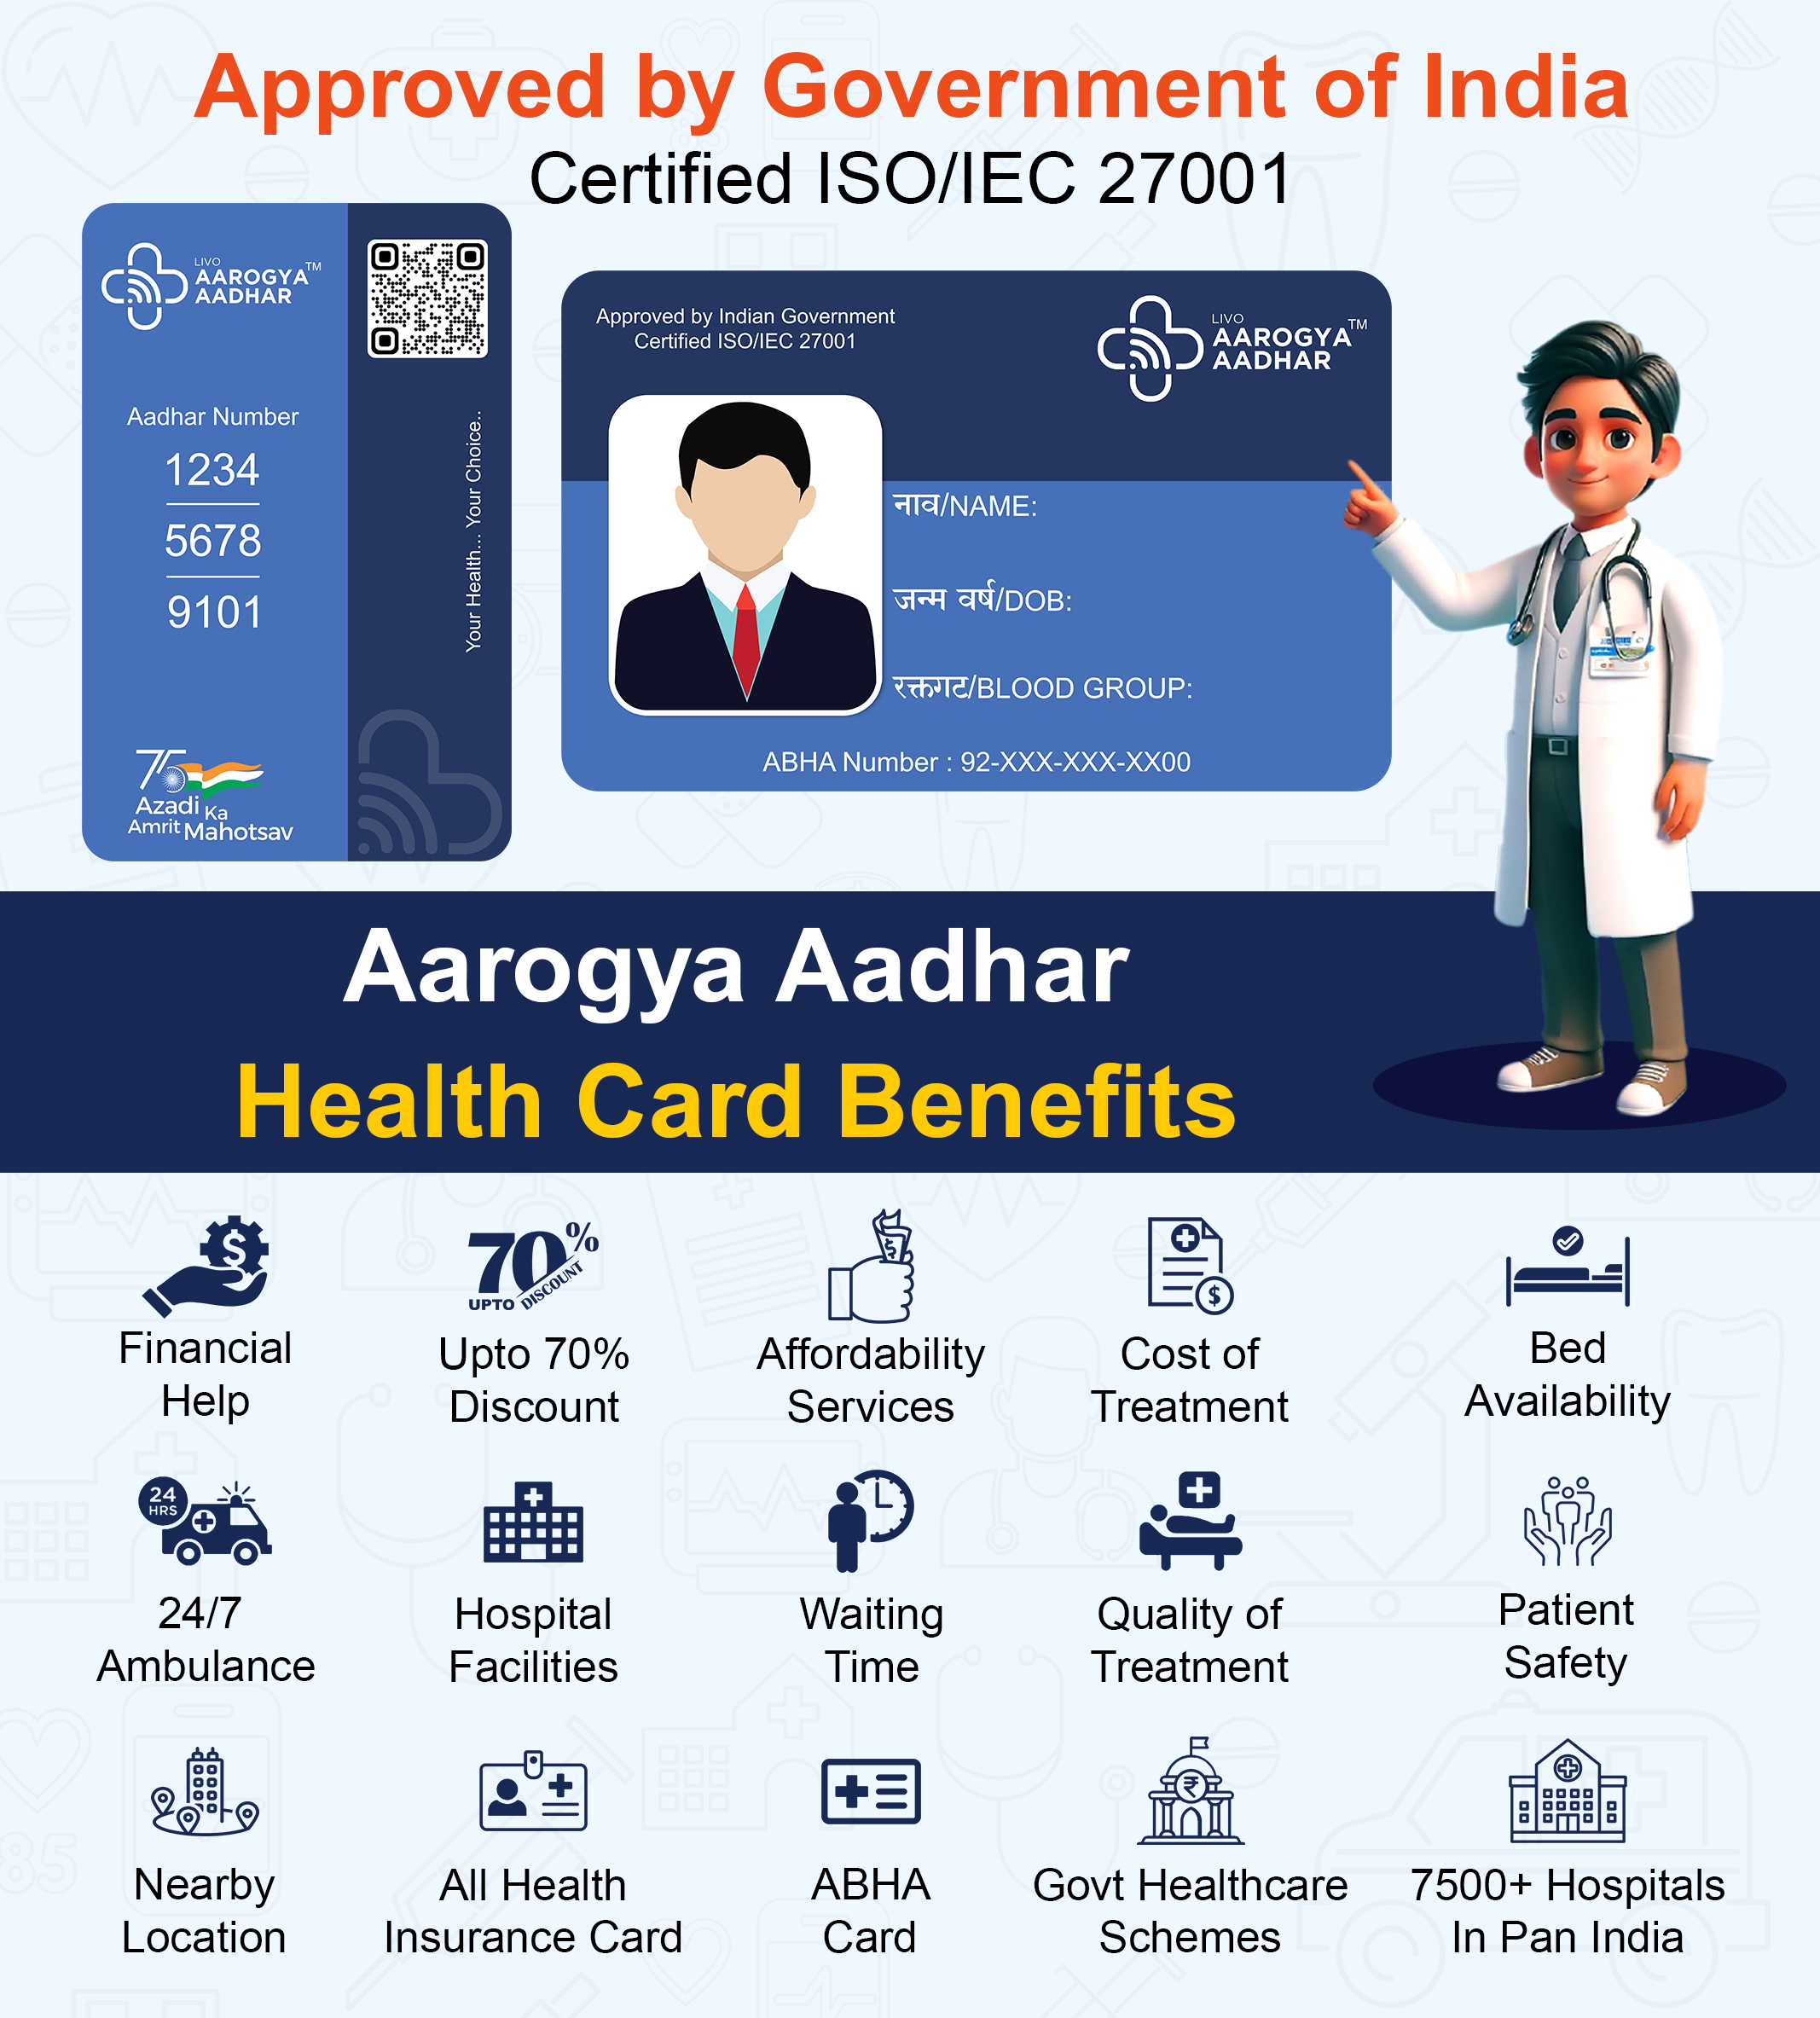 Approved by Government of India
Certified ISO/IEC 27001
LIVO
AAROGYA™
AADHAR
Aadhar Number
1234
5678
9101
Your Health... Your Choice..
75
Azadi Ka
Amrit Mahotsav
Approved by Indian Government
Certified ISO/IEC 27001
LIVO
AAROGYA™
AADHAR
नाव/NAME:
जन्म वर्ष/DOB:
रक्तगट/BLOOD GROUP:
ABHA Number : 92-XXX-XXX-XX00
Aarogya Aadhar
Health Card Benefits
Financial
Help
70%
UPTO DISCOUNT
Upto 70%
Discount
Affordability
Services
Cost of
Treatment
Bed
Availability
24
HRS
24/7
Ambulance
Hospital
Facilities
Waiting
Time
Quality of
Treatment
Patient
Safety
Nearby
Location
All Health
Insurance Card
ABHA
Card
Govt Healthcare
Schemes
7500+ Hospitals
In Pan India